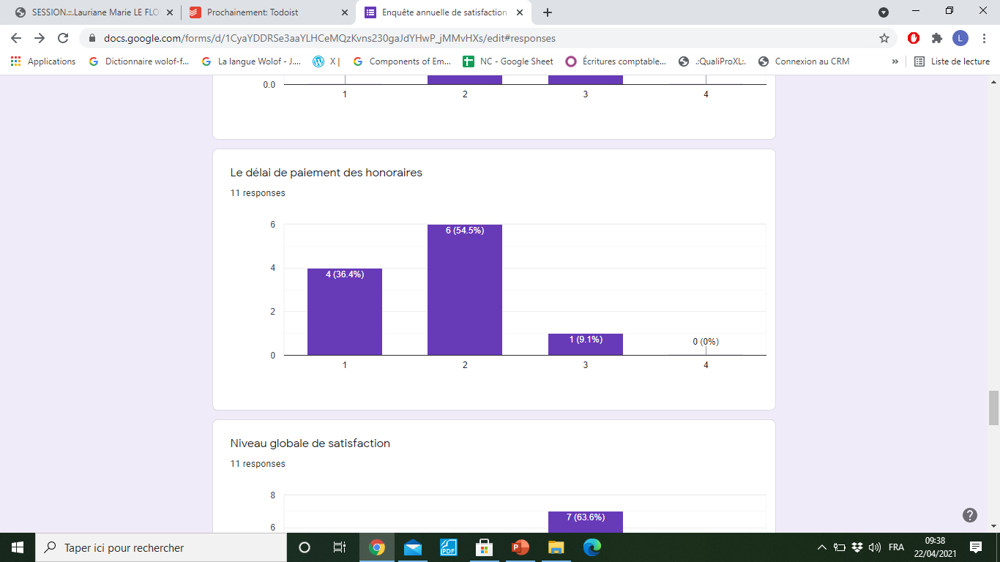 SESSION.::.Lauriane Marie LE FLO
Prochainement: Todoist
Enquête annuelle de satisfaction
docs.google.com/forms/d/1CyaYDDRSe3aaYLHCeMQzKvns230gaJdYHwP_jMMvHXs/edit#responses
L
Applications
Dictionnaire wolof-f...
La langue Wolof - J....
X |
Components of Em...
NC - Google Sheet
Écritures comptable...
.:QualiProXL:.
Connexion au CRM
»
Liste de lecture
0.0
1 2 3 4
Le délai de paiement des honoraires
11 responses
6
6 (54.5%)
4
4 (36.4%)
2
1 (9.1%)
0 (0%)
0
1 2 3 4
Niveau globale de satisfaction
11 responses
8
7 (63.6%)
6
?
Taper ici pour rechercher
PDF
P
FRA
09:38
22/04/2021